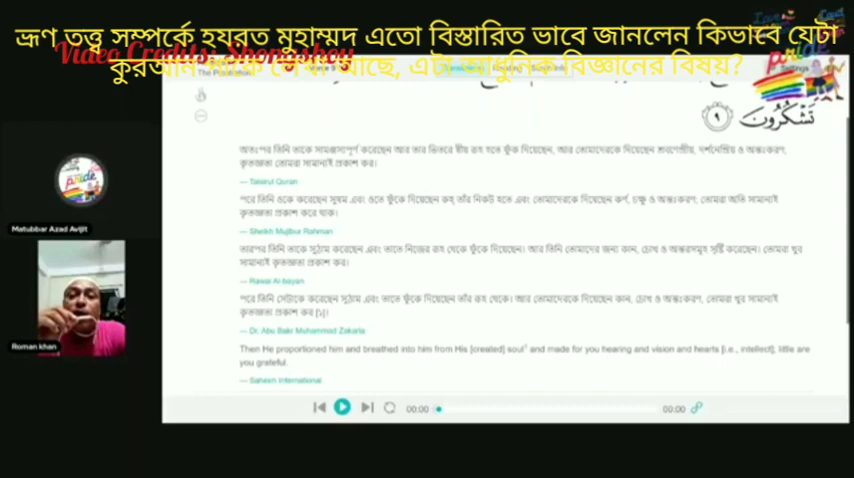 ভ্রূণ তত্ত্ব সম্পর্কে হযরত মুহাম্মদ এতো বিস্তারিত ভাবে জানলেন কিভাবে যেটা
Video Credits: Shongshoy
কুরআন শরীফে লেখা আছে, এটা আধুনিক বিজ্ঞানের বিষয়?
Settings
تَشْكُرُونَ ٩
অতঃপর তিনি তাকে সামঞ্জস্যপূর্ণ করেছেন আর তার ভিতরে স্বীয় রূহ হতে ফুঁক দিয়েছেন, আর তোমাদেরকে দিয়েছেন শ্রবণেন্দ্রীয়, দর্শনেন্দ্রিয় ও অন্তঃকরণ,
কৃতজ্ঞতা তোমরা সামান্যই প্রকাশ কর।
— Taisirul Quran
পরে তিনি ওকে করেছেন সুষম এবং ওতে ফুঁকে দিয়েছেন রূহ্ তাঁর নিকট হতে এবং তোমাদেরকে দিয়েছেন কর্ণ, চক্ষু ও অন্তঃকরণ; তোমরা অতি সামান্যই
কৃতজ্ঞতা প্রকাশ করে থাক।
— Sheikh Mujibur Rahman
তারপর তিনি তাকে সুঠাম করেছেন এবং তাতে নিজের রূহ থেকে ফুঁকে দিয়েছেন। আর তিনি তোমাদের জন্য কান, চোখ ও অন্তরসমূহ সৃষ্টি করেছেন। তোমরা খুব
সামান্যই কৃতজ্ঞতা প্রকাশ কর।
— Rawai Al-bayan
পরে তিনি সেটাকে করেছেন সুঠাম এবং তাতে ফুঁকে দিয়েছেন তাঁর রূহ থেকে। আর তোমাদেরকে দিয়েছেন কান, চোখ ও অন্তঃকরণ, তোমরা খুব সামান্যই
কৃতজ্ঞতা প্রকাশ কর [১]।
— Dr. Abu Bakr Muhammad Zakaria
Then He proportioned him and breathed into him from His [created] soul¹ and made for you hearing and vision and hearts [i.e., intellect]; little are
you grateful.
— Saheeh International
00:00
00:00
pride
Matubbar Azad Avijit
Roman khan